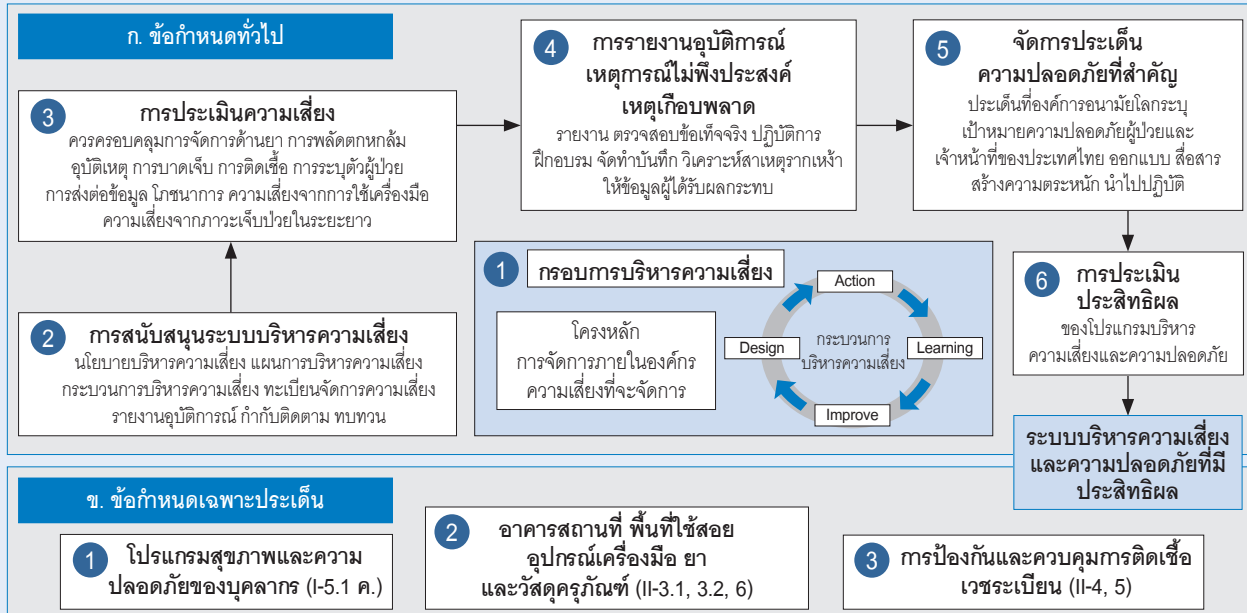 ก. ข้อกำหนดทั่วไป
3
การประเมินความเสี่ยง
ควรครอบคลุมการจัดการด้านยา การพลัดตกหกล้ม
อุบัติเหตุ การบาดเจ็บ การติดเชื้อ การระบุตัวผู้ป่วย
การส่งต่อข้อมูล โภชนาการ ความเสี่ยงจากการใช้เครื่องมือ
ความเสี่ยงจากภาวะเจ็บป่วยในระยะยาว
4
การรายงานอุบัติการณ์
เหตุการณ์ไม่พึงประสงค์
เหตุเกือบพลาด
รายงาน ตรวจสอบข้อเท็จจริง ปฏิบัติการ
ฝึกอบรม จัดทำบันทึก วิเคราะห์สาเหตุรากเหง้า
ให้ข้อมูลผู้ได้รับผลกระทบ
5
จัดการประเด็น
ความปลอดภัยที่สำคัญ
ประเด็นที่องค์การอนามัยโลกระบุ
เป้าหมายความปลอดภัยผู้ป่วยและ
เจ้าหน้าที่ของประเทศไทย ออกแบบ สื่อสาร
สร้างความตระหนัก นำไปปฏิบัติ
2
การสนับสนุนระบบบริหารความเสี่ยง
นโยบายบริหารความเสี่ยง แผนการบริหารความเสี่ยง
กระบวนการบริหารความเสี่ยง ทะเบียนจัดการความเสี่ยง
รายงานอุบัติการณ์ กำกับติดตาม ทบทวน
1
กรอบการบริหารความเสี่ยง
โครงหลัก
การจัดการภายในองค์กร
ความเสี่ยงที่จะจัดการ
Action
Design
กระบวนการ
บริหารความเสี่ยง
Learning
Improve
6
การประเมิน
ประสิทธิผล
ของโปรแกรมบริหาร
ความเสี่ยงและความปลอดภัย
ระบบบริหารความเสี่ยง
และความปลอดภัยที่มี
ประสิทธิผล
ข. ข้อกำหนดเฉพาะประเด็น
1
โปรแกรมสุขภาพและความ
ปลอดภัยของบุคลากร (I-5.1 ค.)
2
อาคารสถานที่ พื้นที่ใช้สอย
อุปกรณ์เครื่องมือ ยา
และวัสดุครุภัณฑ์ (II-3.1, 3.2, 6)
3
การป้องกันและควบคุมการติดเชื้อ
เวชระเบียน (II-4, 5)